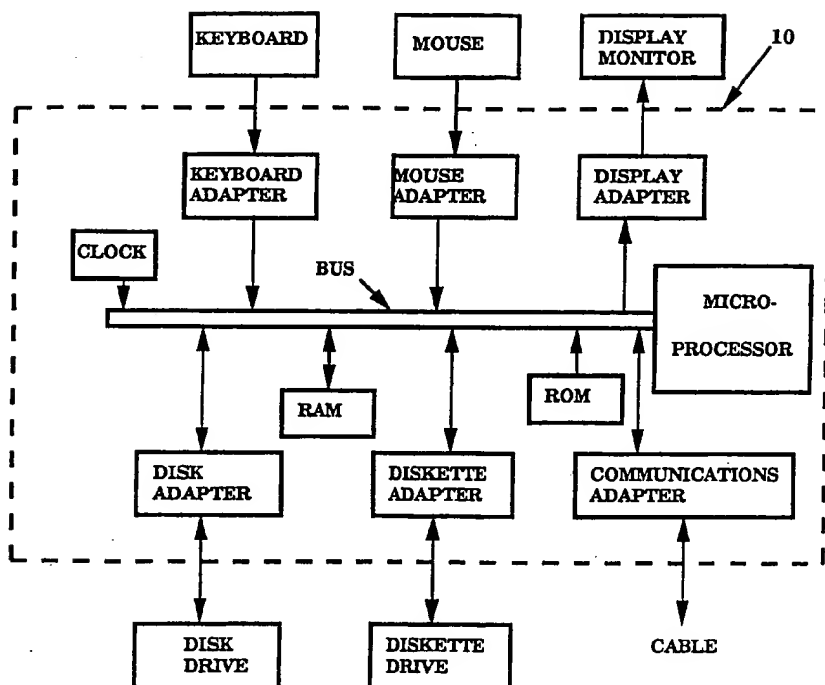 KEYBOARD
MOUSE
DISPLAY
MONITOR
10
KEYBOARD
ADAPTER
MOUSE
ADAPTER
DISPLAY
ADAPTER
CLOCK
BUS
MICRO-
PROCESSOR
RAM
ROM
DISK
ADAPTER
DISKETTE
ADAPTER
COMMUNICATIONS
ADAPTER
DISK
DRIVE
DISKETTE
DRIVE
CABLE